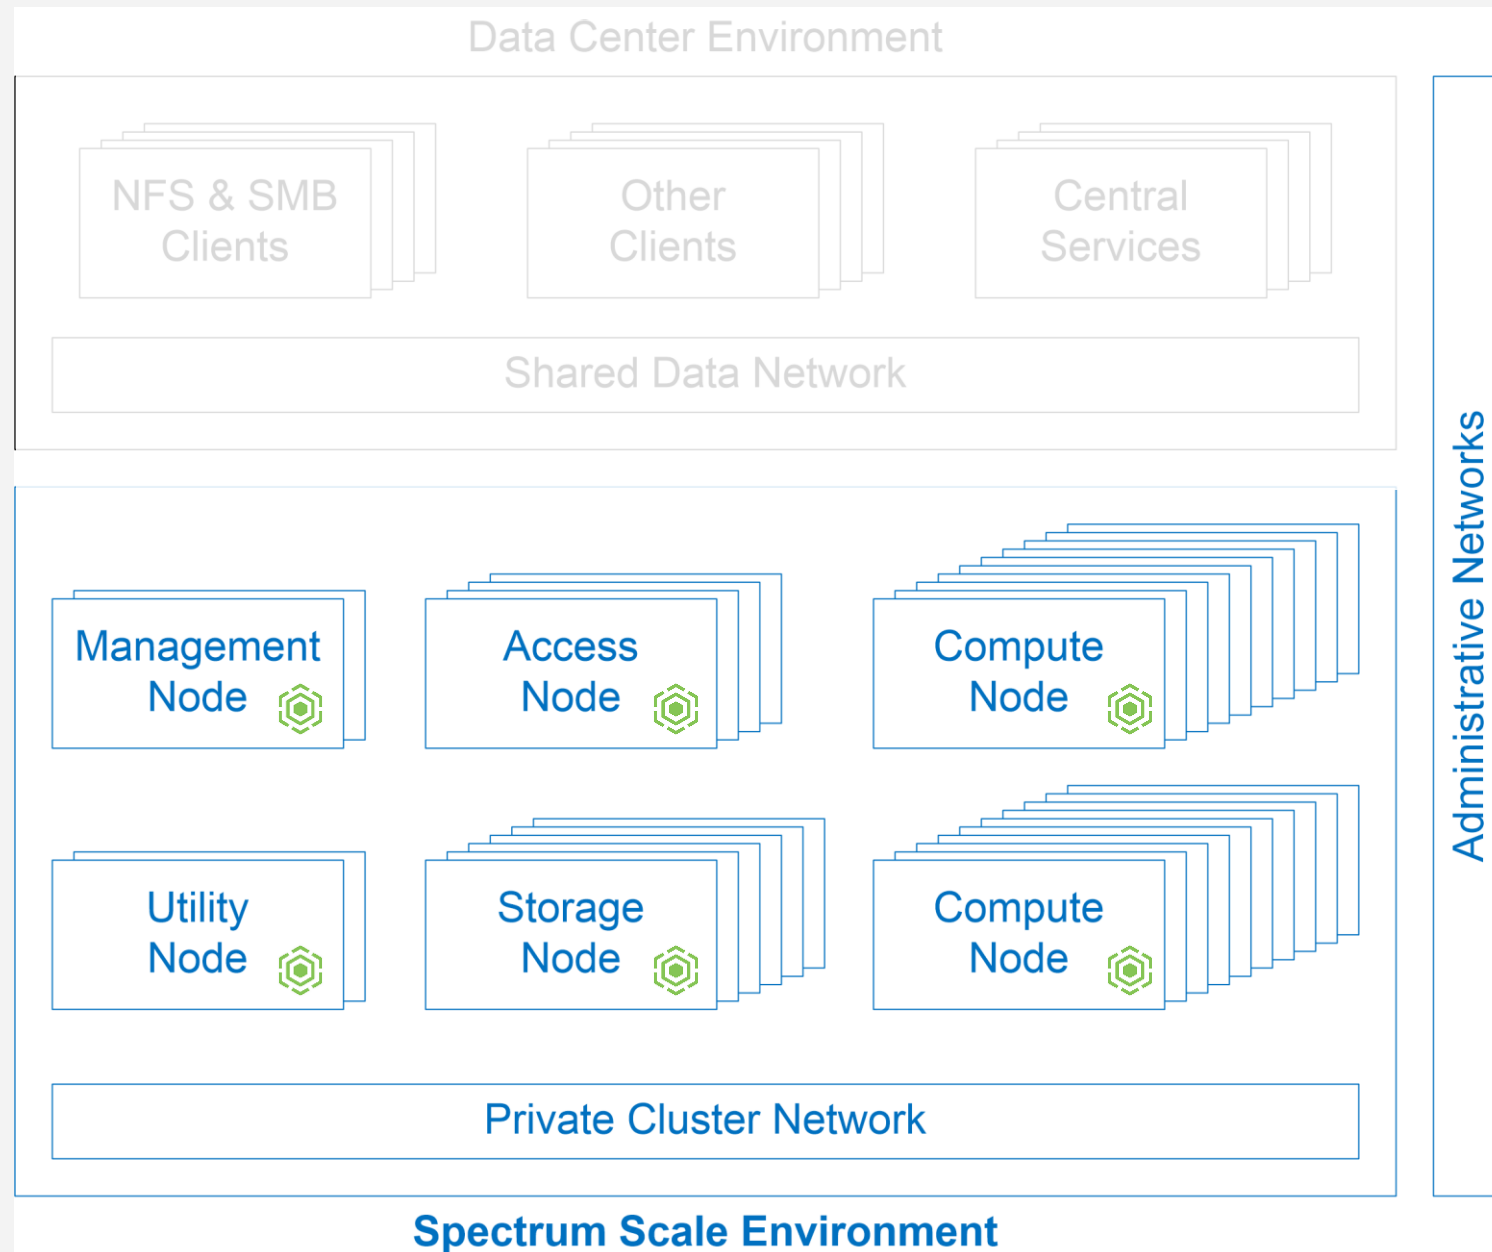 Data Center Environment
NFS & SMB
Clients
Other
Clients
Central
Services
Shared Data Network
Administrative Networks
Management
Node
Access
Node
Compute
Node
Utility
Node
Storage
Node
Compute
Node
Private Cluster Network
Spectrum Scale Environment